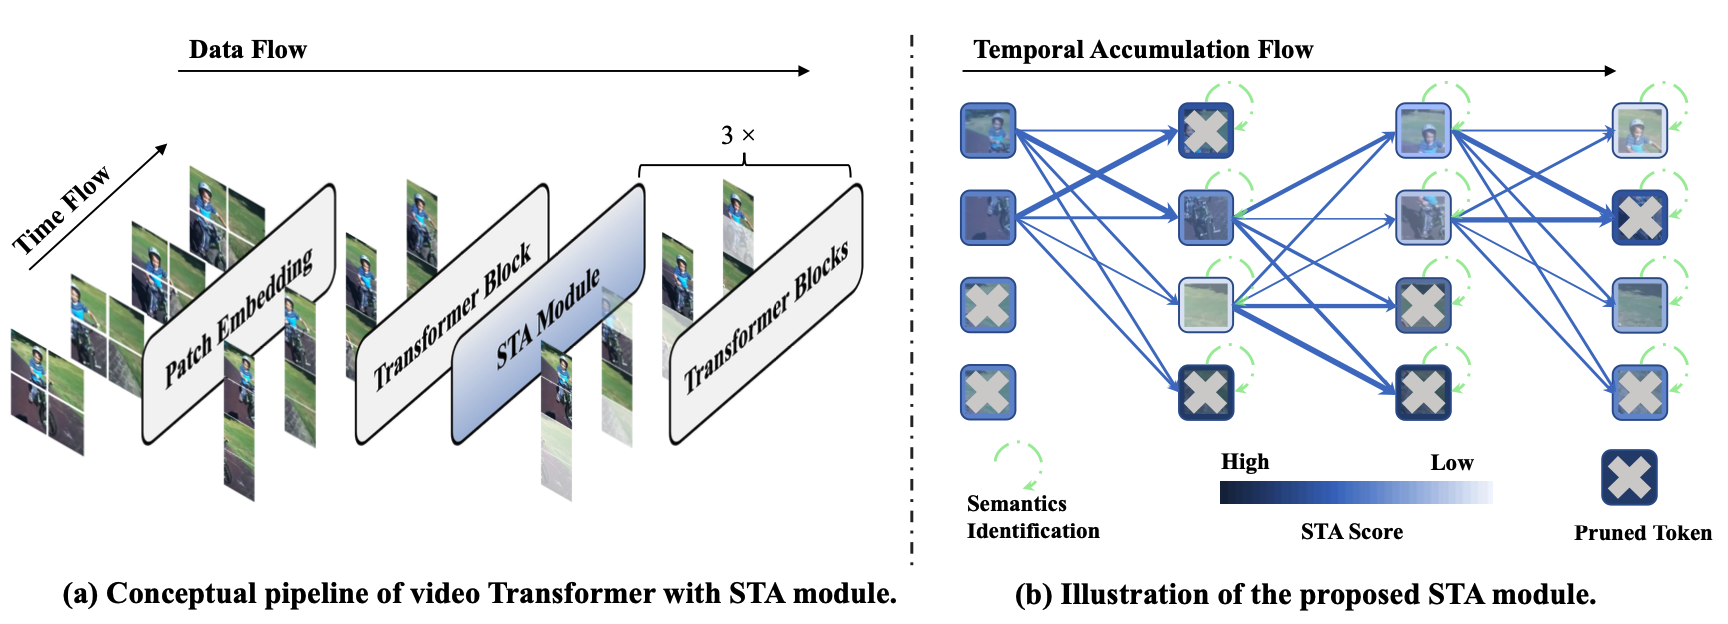 Data Flow
Time Flow
3 ×
Patch Embedding
Transformer Block
STA Module
Transformer Blocks
(a) Conceptual pipeline of video Transformer with STA module.
Temporal Accumulation Flow
Semantics
Identification
High
Low
STA Score
Pruned Token
(b) Illustration of the proposed STA module.